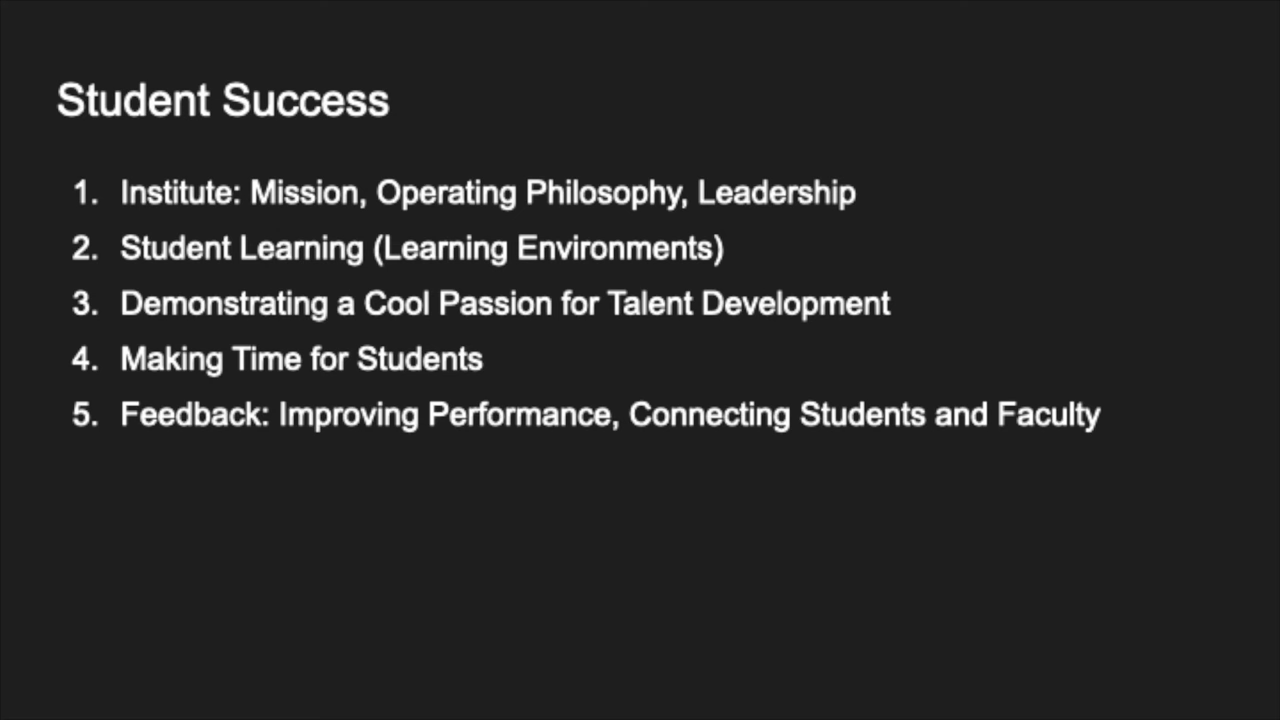 Student Success
1. Institute: Mission, Operating Philosophy, Leadership
2. Student Learning (Learning Environments)
3. Demonstrating a Cool Passion for Talent Development
4. Making Time for Students
5. Feedback: Improving Performance, Connecting Students and Faculty